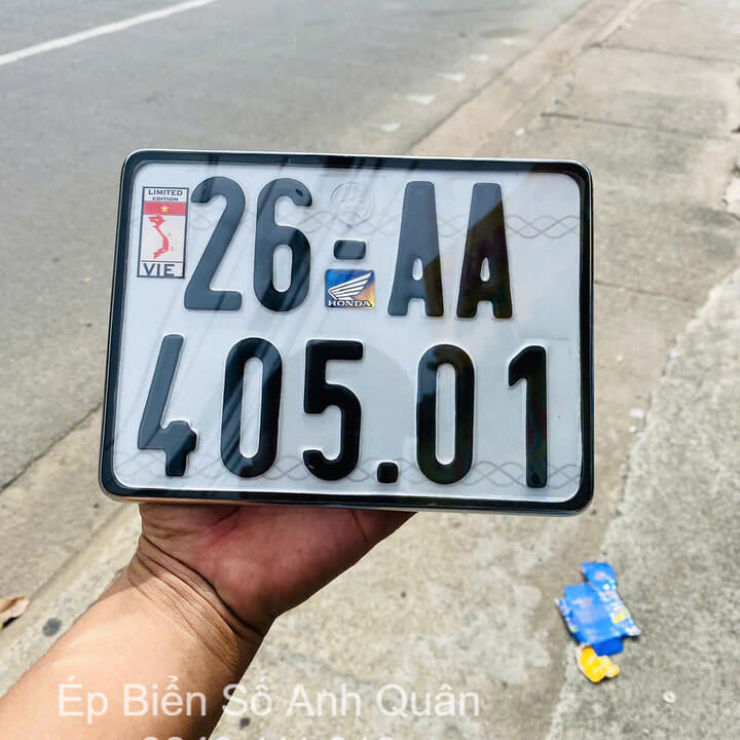 LIMITED
EDITION
VIE
26-AA
HONDA
405.01
Ép Biển Số Anh Quân